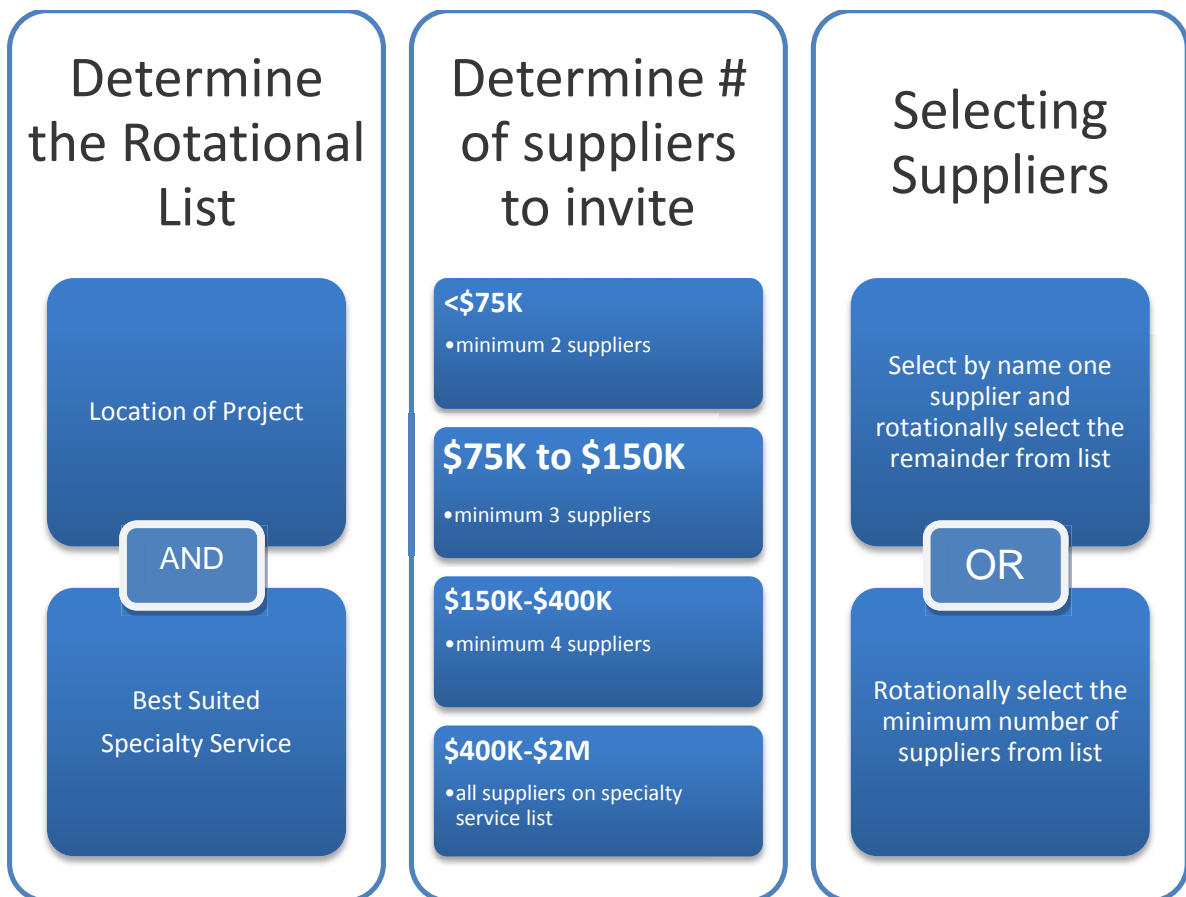 Determine
the Rotational
List
Location of Project
AND
Best Suited
Specialty Service
Determine #
of suppliers
to invite
<$75K
•minimum 2 suppliers
$75K to $150K
•minimum 3 suppliers
$150K-$400K
•minimum 4 suppliers
$400K-$2M
•all suppliers on specialty
service list
Selecting
Suppliers
Select by name one
supplier and
rotationally select the
remainder from list
OR
Rotationally select the
minimum number of
suppliers from list